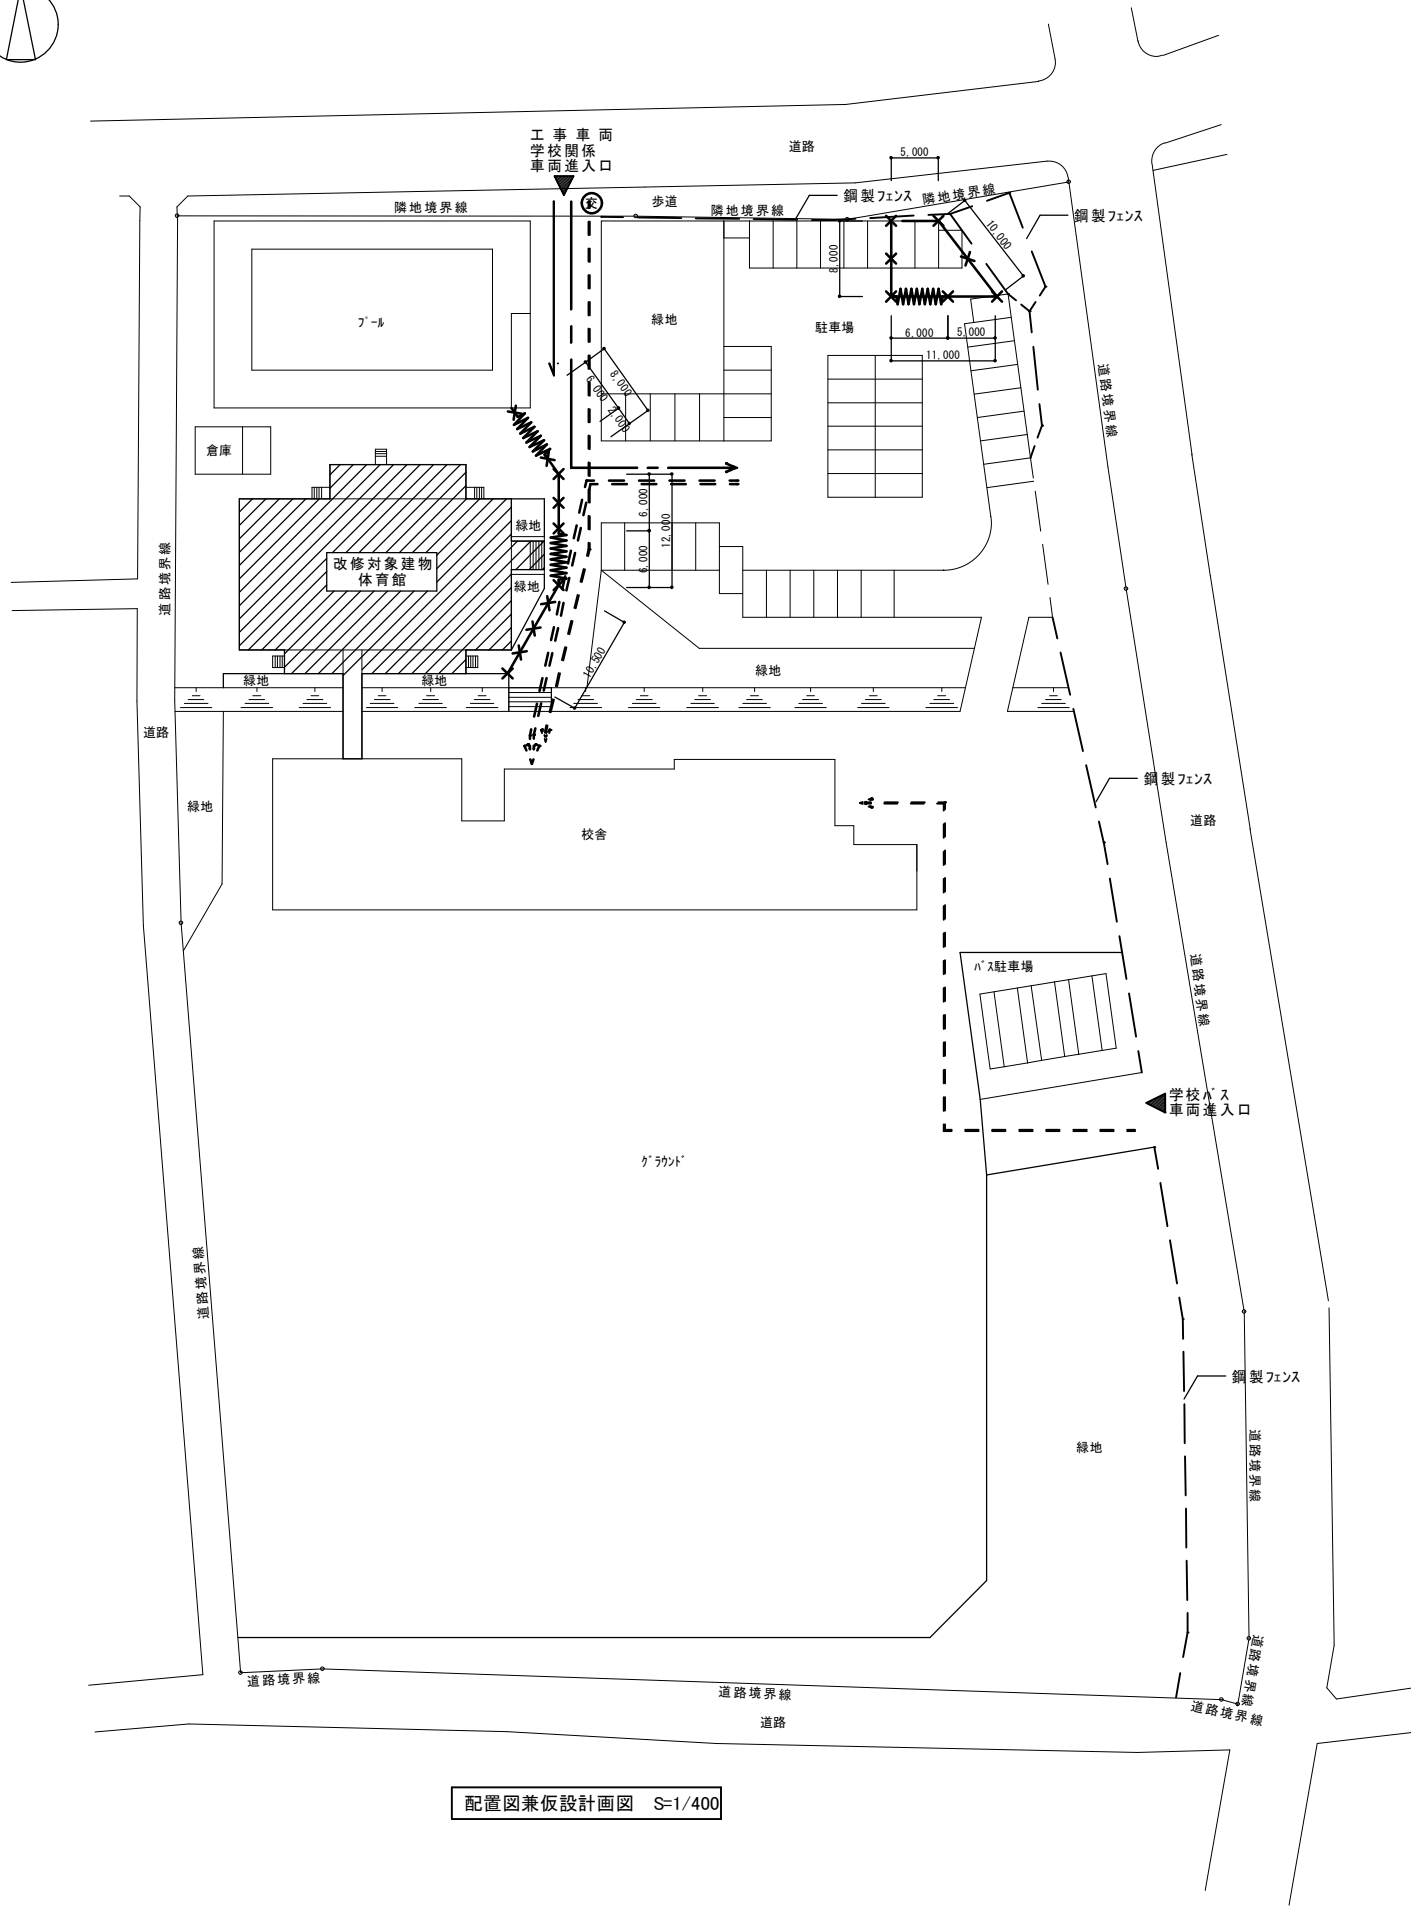 工事車両
学校関係
車両進入口
道路
5,000
交
歩道
隣地境界線
隣地境界線
鋼製フェンス
隣地境界線
鋼製フェンス
10,000
8,000
プール
緑地
駐車場
6,000
5,000
11,000
8,000
6,000
2,000
道路境界線
倉庫
6,000
12,000
6,000
緑地
改修対象建物
体育館
緑地
道路境界線
10,500
緑地
緑地
緑地
道路
鋼製フェンス
緑地
道路
校舎
バス駐車場
道路境界線
学校バス
車両進入口
グラウンド
道路境界線
鋼製フェンス
緑地
道路境界線
道路境界線
道路境界線
道路境界線
道路境界線
道路
配置図兼仮設計画図 S=1/400